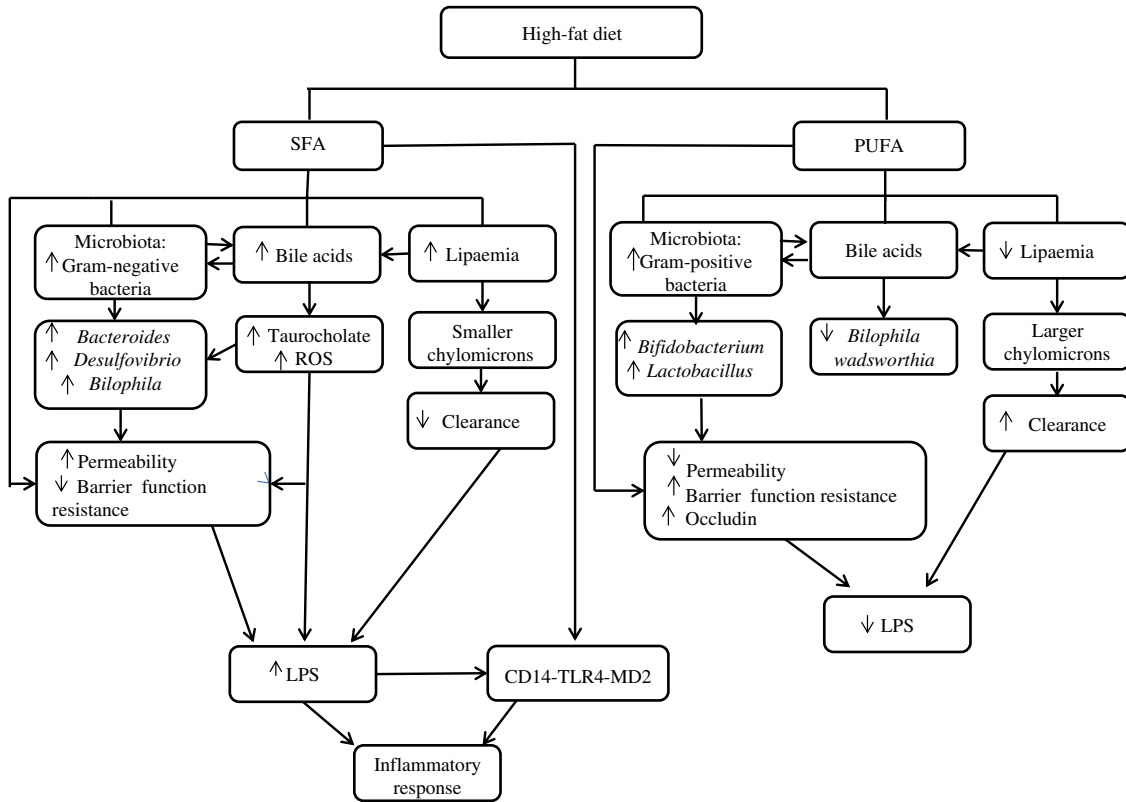 High-fat diet
SFA
PUFA
Microbiota:
↑ Gram-negative
bacteria
↑ Bile acids
↑ Lipaemia
Microbiota:
↑ Gram-positive
bacteria
Bile acids
↓ Lipaemia
↑ Bacteroides
↑ Desulfovibrio
↑ Bilophila
↑ Taurocholate
↑ ROS
Smaller
chylomicrons
↑ Bifidobacterium
↑ Lactobacillus
↓ Bilophila
wadsworthia
Larger
chylomicrons
↓ Clearance
↑ Clearance
↑ Permeability
↓ Barrier function
resistance
↓ Permeability
↑ Barrier function resistance
↑ Occludin
↓ LPS
↑ LPS
CD14-TLR4-MD2
Inflammatory
response